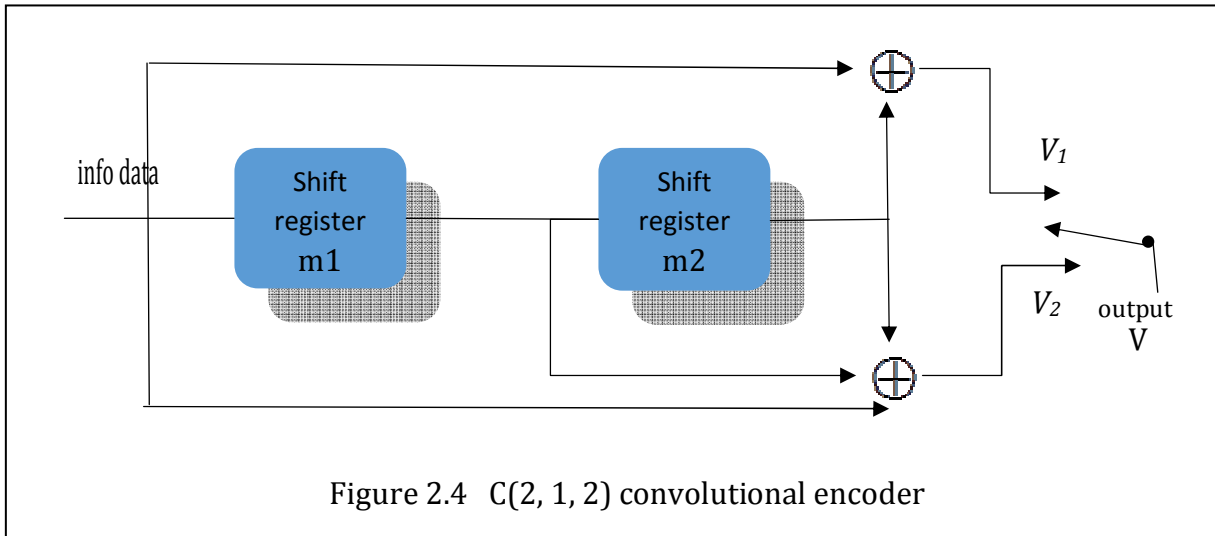 info data
Shift
register
m1
Shift
register
m2
V₁
V₂
output
V
Figure 2.4 C(2, 1, 2) convolutional encoder